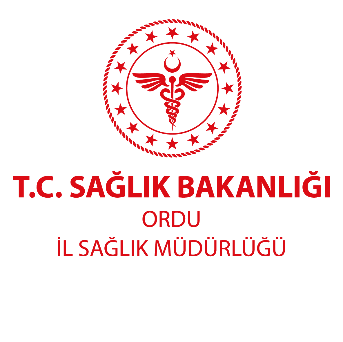 T.C. SAĞLIK BAKANLIĞI
ORDU
İL SAĞLIK MÜDÜRLÜĞÜ